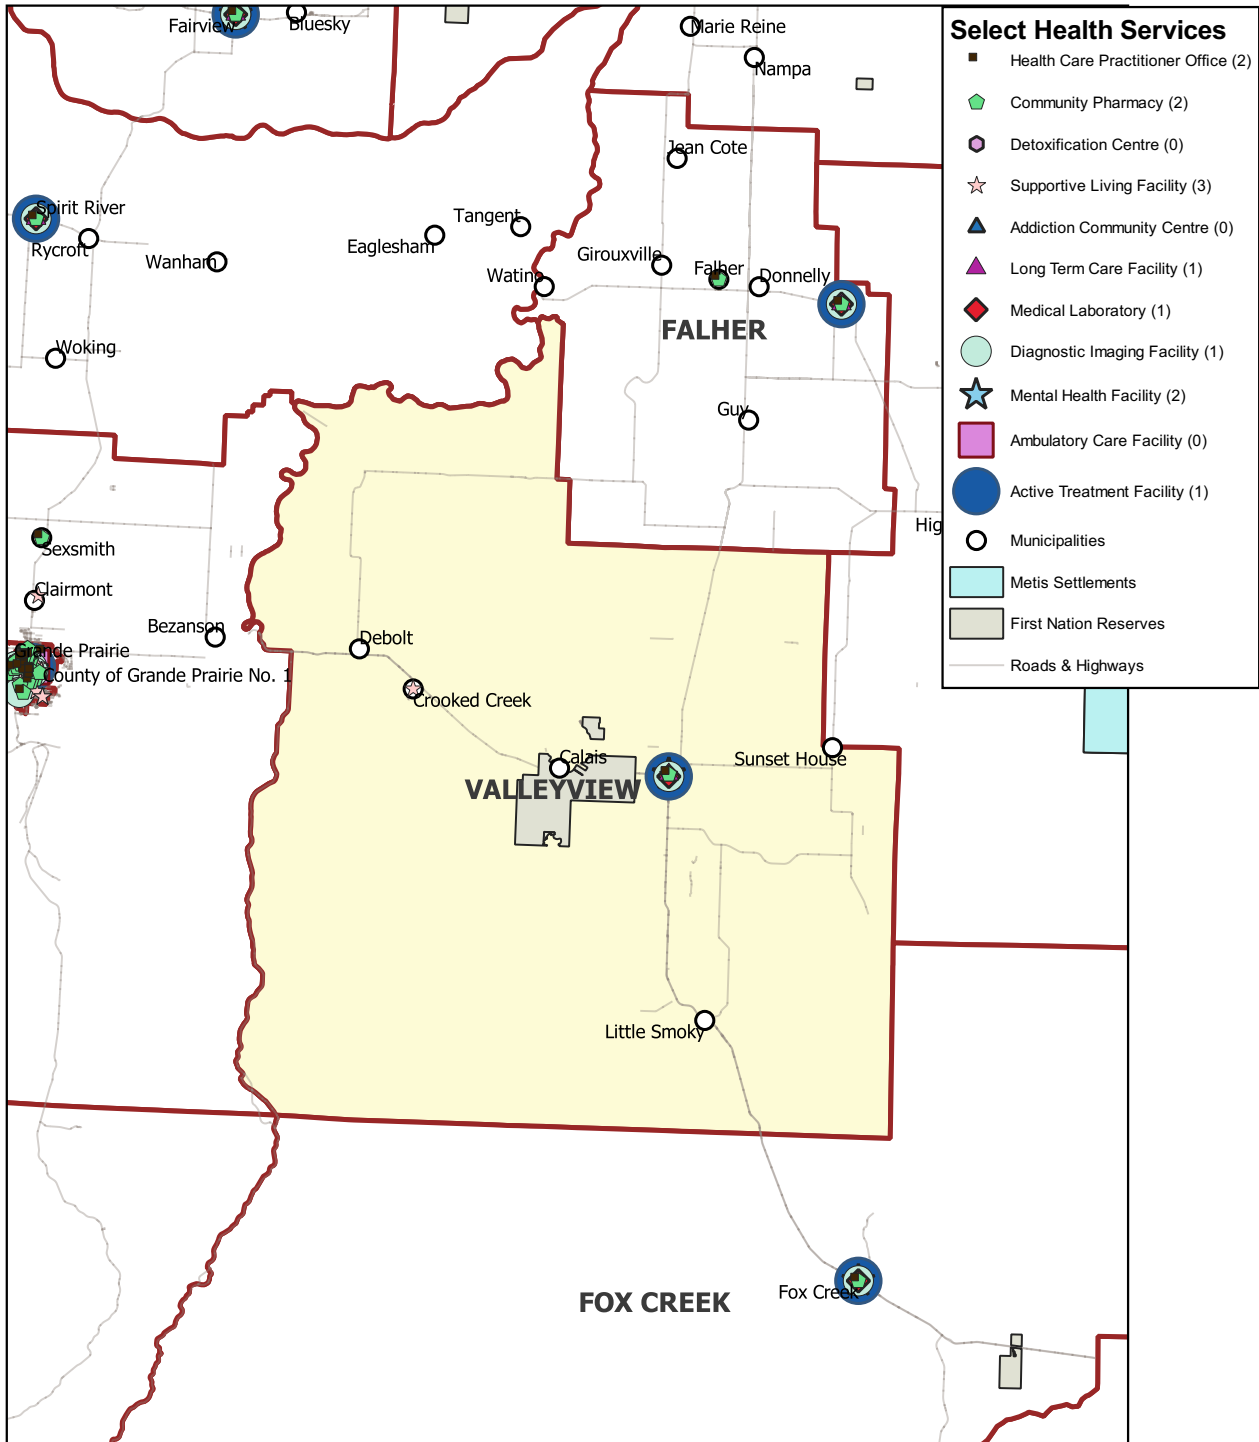 Fairview
Bluesky
Marie Reine
Nampa
Jean Cote
Spirit River
Rycroft
Wanham
Tangent
Eaglesham
Watino
Girouxville
Falher
Donnelly
FALHER
Woking
Guy
Hig
Sexsmith
Clairmont
Bezanson
Grande Prairie
County of Grande Prairie No. 1
Debolt
Crooked Creek
Calais
VALLEYVIEW
Sunset House
Little Smoky
Fox Creek
FOX CREEK
Select Health Services
Health Care Practitioner Office (2)
Community Pharmacy (2)
Detoxification Centre (0)
Supportive Living Facility (3)
Addiction Community Centre (0)
Long Term Care Facility (1)
Medical Laboratory (1)
Diagnostic Imaging Facility (1)
Mental Health Facility (2)
Ambulatory Care Facility (0)
Active Treatment Facility (1)
Municipalities
Metis Settlements
First Nation Reserves
Roads & Highways